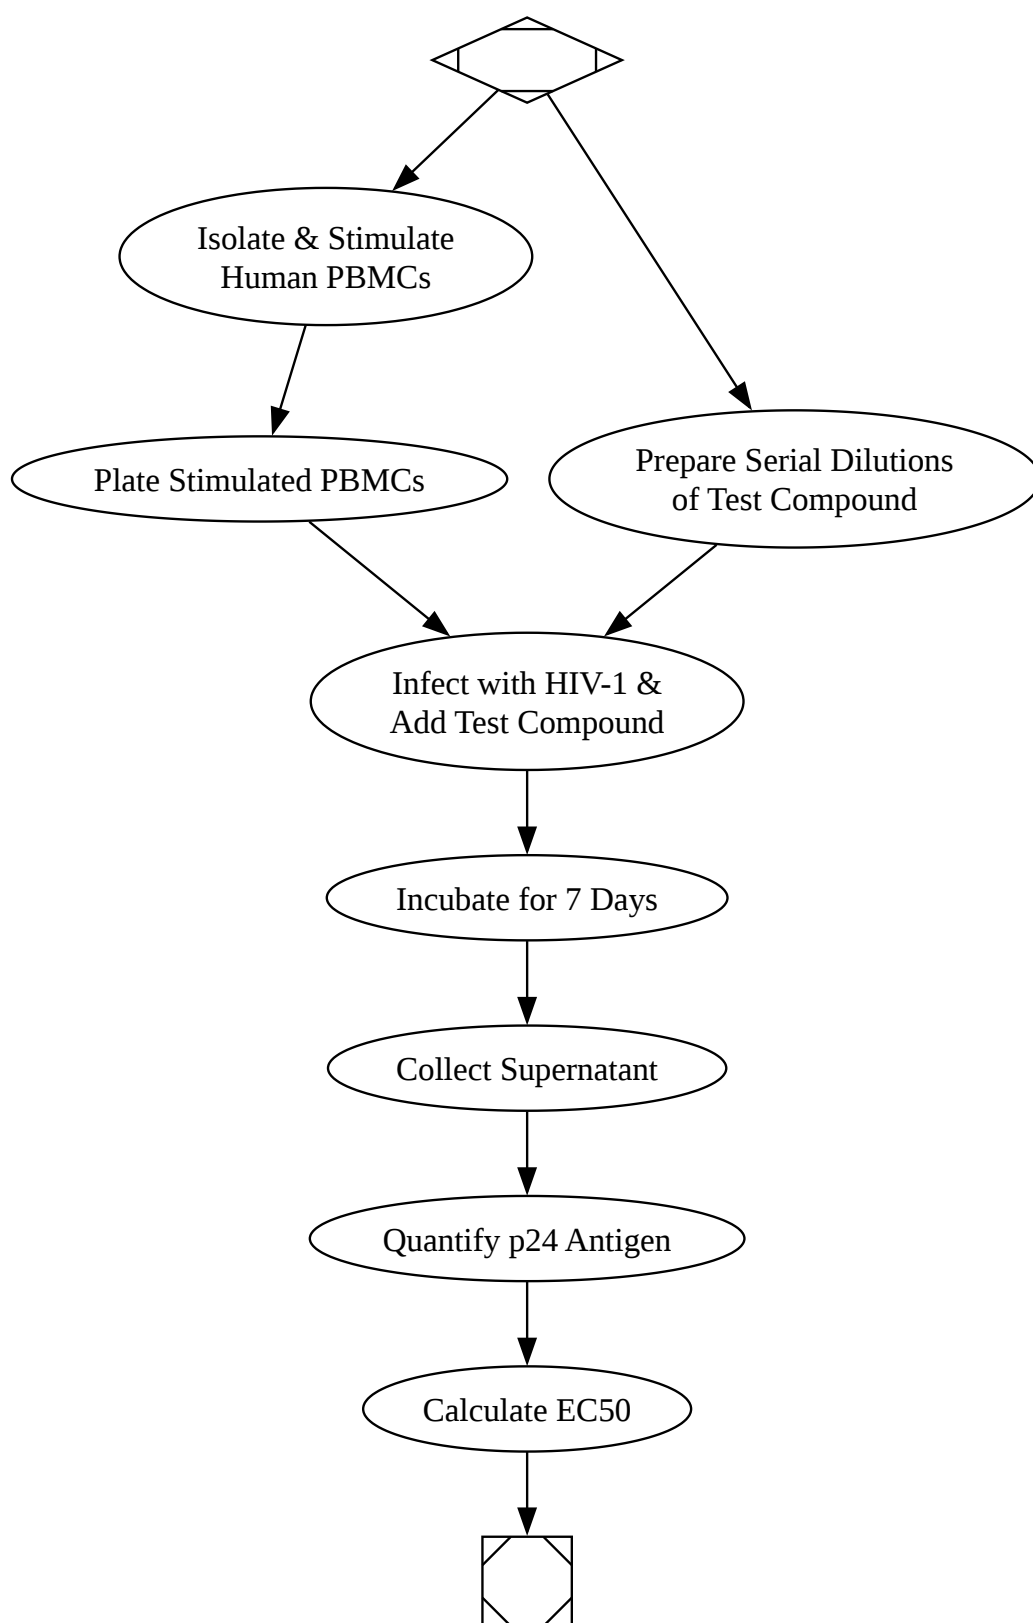 Isolate & Stimulate
Human PBMCs
Plate Stimulated PBMCs
Prepare Serial Dilutions
of Test Compound
Infect with HIV-1 &
Add Test Compound
Incubate for 7 Days
Collect Supernatant
Quantify p24 Antigen
Calculate EC50